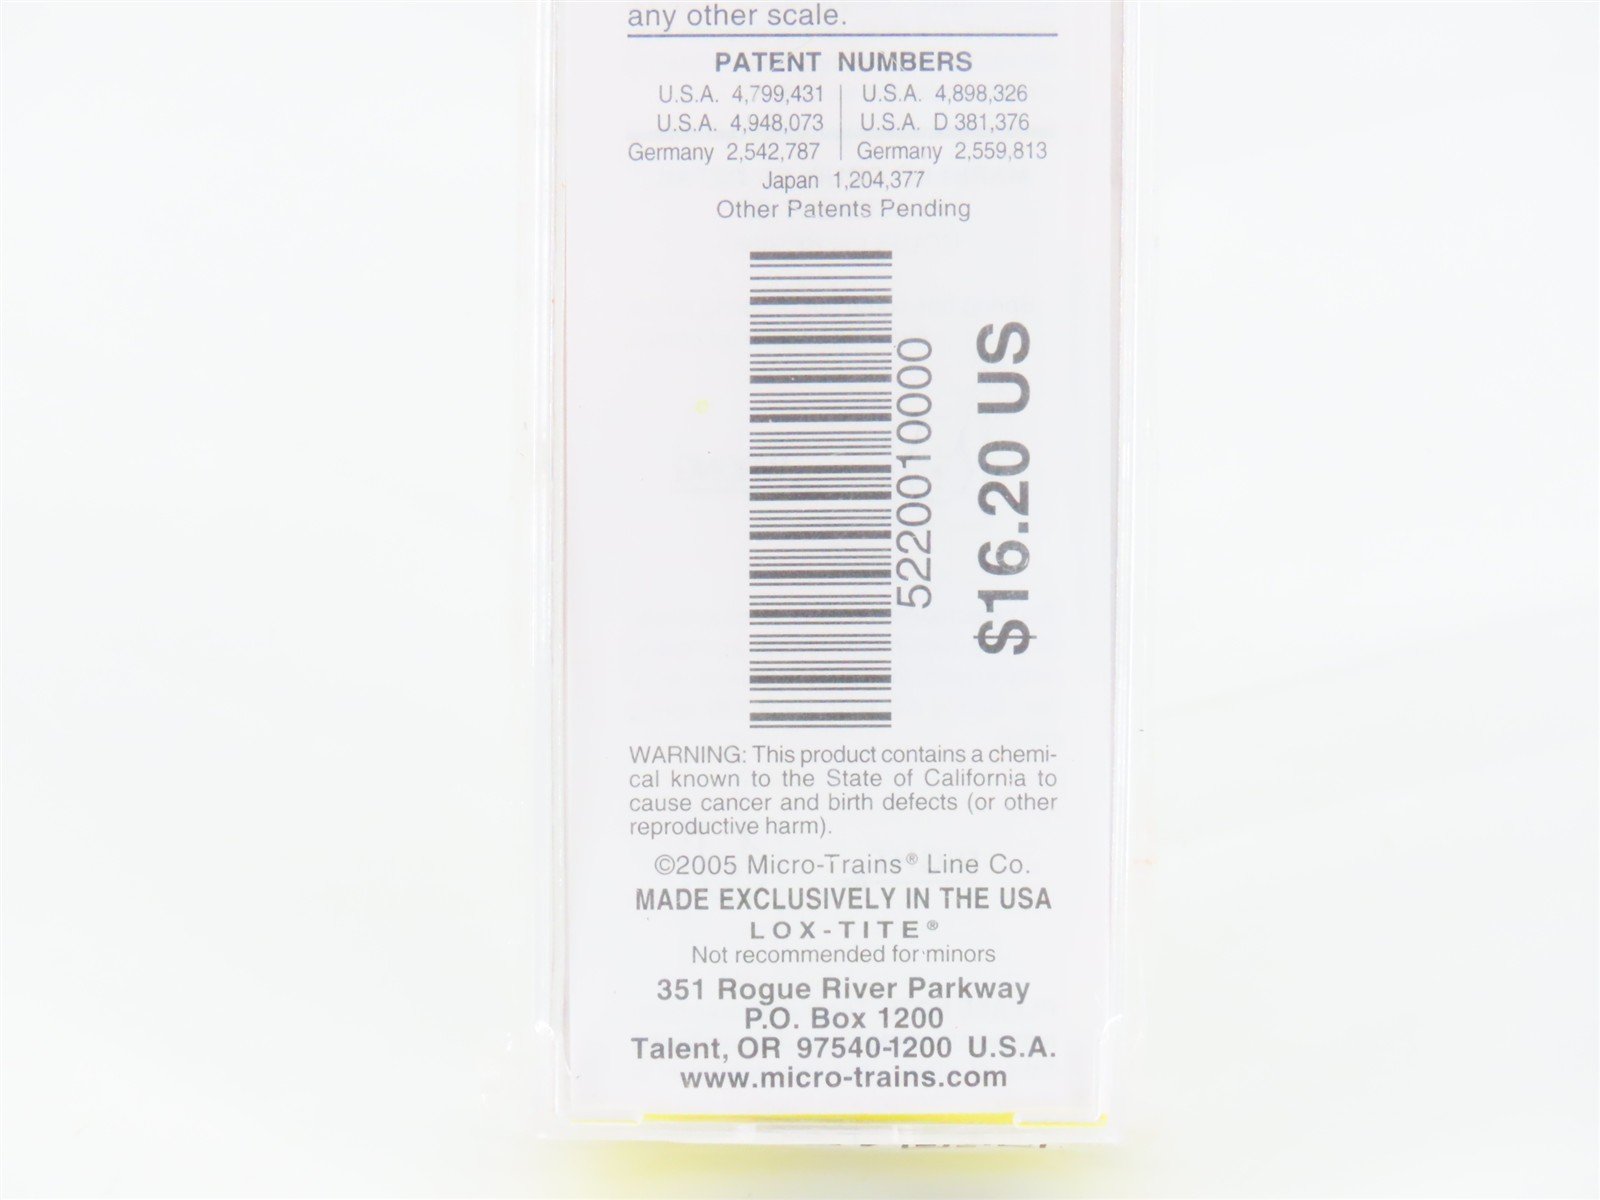 any other scale.
PATENT NUMBERS
U.S.A. 4,799,431 U.S.A. 4,898,326
U.S.A. 4,948,073 U.S.A. D 381,376
Germany 2,542,787 Germany 2,559,813
Japan 1,204,377
Other Patents Pending
5220010000
$16.20 US
WARNING: This product contains a chemi-
cal known to the State of California to
cause cancer and birth defects (or other
reproductive harm).
©2005 Micro-Trains® Line Co.
MADE EXCLUSIVELY IN THE USA
LOX-TITE®
Not recommended for minors
351 Rogue River Parkway
P.O. Box 1200
Talent, OR 97540-1200 U.S.A.
www.micro-trains.com